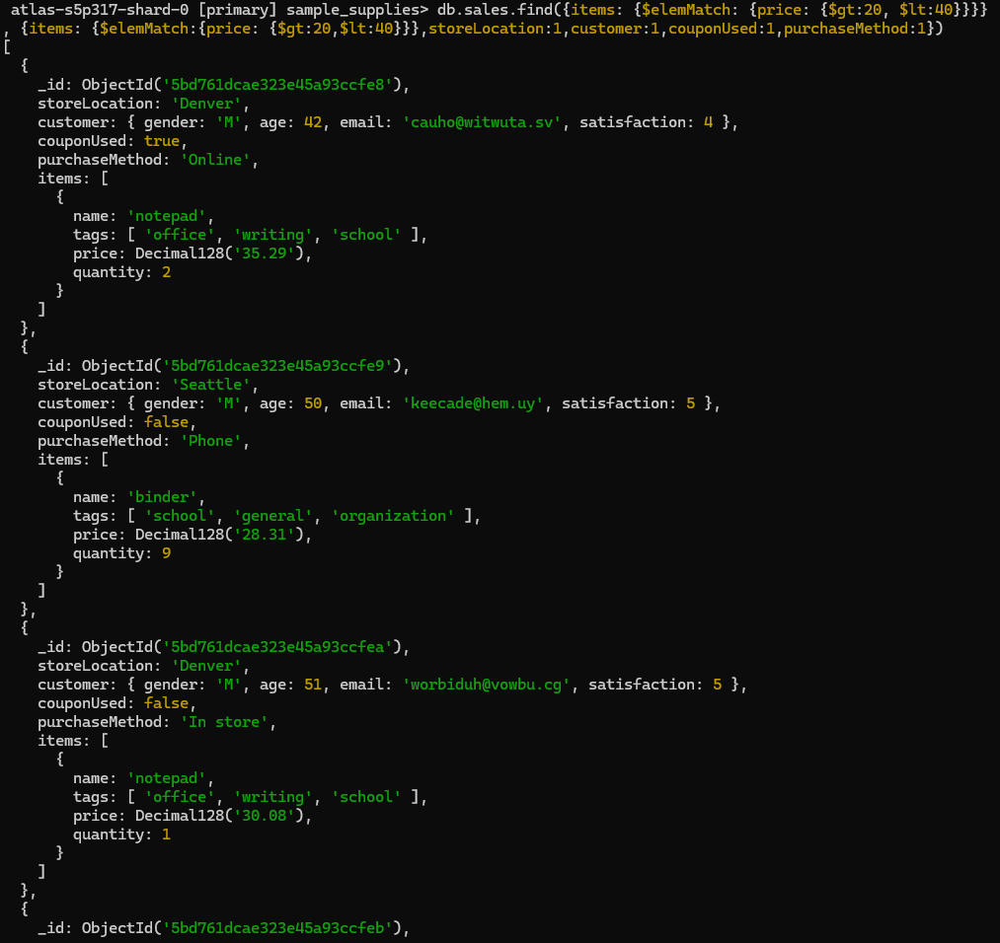 atlas-s5p317-shard-0 [primary] sample_supplies> db.sales.find({items: {$elemMatch: {price: {$gt:20, $lt:40}}}}
, {items: {$elemMatch:{price: {$gt:20,$lt:40}}},storeLocation:1,customer:1,couponUsed:1,purchaseMethod:1})
[
  {
    _id: ObjectId('5bd761dcae323e45a93ccfe8'),
    storeLocation: 'Denver',
    customer: { gender: 'M', age: 42, email: 'cauho@witwuta.sv', satisfaction: 4 },
    couponUsed: true,
    purchaseMethod: 'Online',
    items: [
      {
        name: 'notepad',
        tags: [ 'office', 'writing', 'school' ],
        price: Decimal128('35.29'),
        quantity: 2
      }
    ]
  },
  {
    _id: ObjectId('5bd761dcae323e45a93ccfe9'),
    storeLocation: 'Seattle',
    customer: { gender: 'M', age: 50, email: 'keecade@hem.uy', satisfaction: 5 },
    couponUsed: false,
    purchaseMethod: 'Phone',
    items: [
      {
        name: 'binder',
        tags: [ 'school', 'general', 'organization' ],
        price: Decimal128('28.31'),
        quantity: 9
      }
    ]
  },
  {
    _id: ObjectId('5bd761dcae323e45a93ccfea'),
    storeLocation: 'Denver',
    customer: { gender: 'M', age: 51, email: 'worbiduh@vowbu.cg', satisfaction: 5 },
    couponUsed: false,
    purchaseMethod: 'In store',
    items: [
      {
        name: 'notepad',
        tags: [ 'office', 'writing', 'school' ],
        price: Decimal128('30.08'),
        quantity: 1
      }
    ]
  },
  {
    _id: ObjectId('5bd761dcae323e45a93ccfeb'),